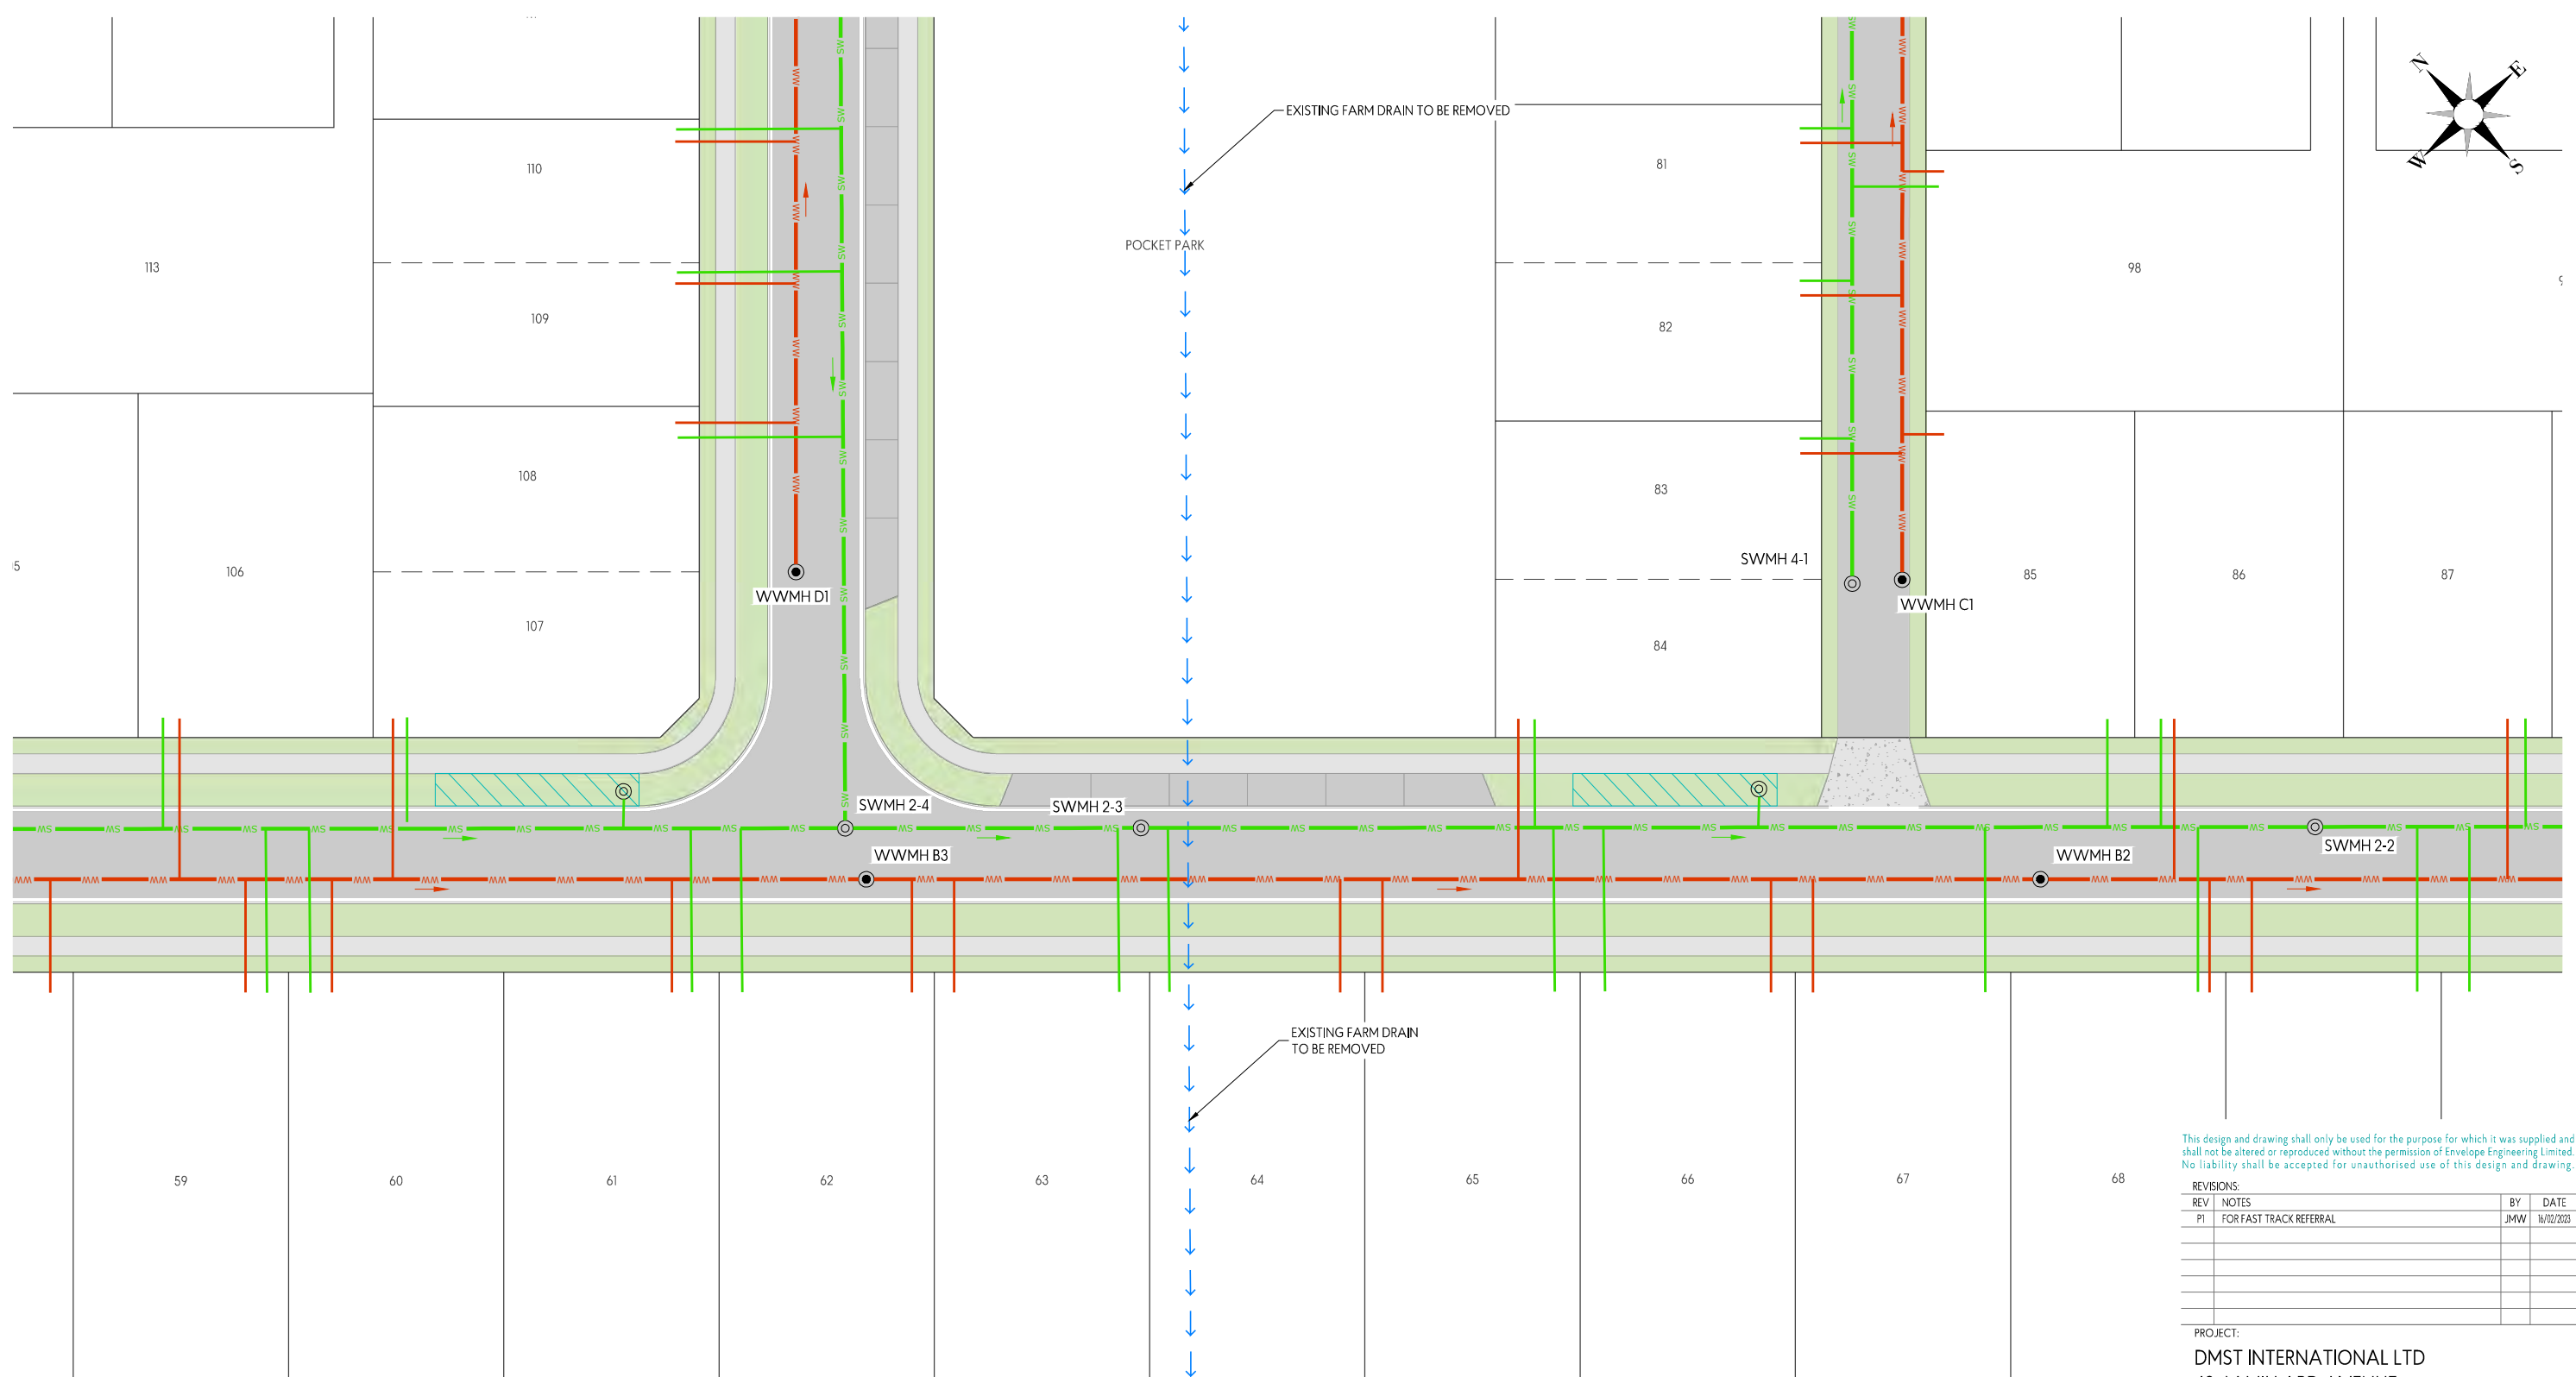 N
E
W
S
EXISTING FARM DRAIN TO BE REMOVED
POCKET PARK
110
113
109
81
82
98
108
83
106
107
WWMH D1
SWMH 4-1
WWMH C1
85
86
87
84
SWMH 2-4
SWMH 2-3
WWMH B3
WWMH B2
SWMH 2-2
SW
WW
EXISTING FARM DRAIN
TO BE REMOVED
59
60
61
62
63
64
65
66
67
68
This design and drawing shall only be used for the purpose for which it was supplied and
shall not be altered or reproduced without the permission of Envelope Engineering Limited.
No liability shall be accepted for unauthorised use of this design and drawing.
REVISIONS:
REV NOTES BY DATE
P1 FOR FAST TRACK REFERRAL JMW 16/02/2023
PROJECT:
DMST INTERNATIONAL LTD